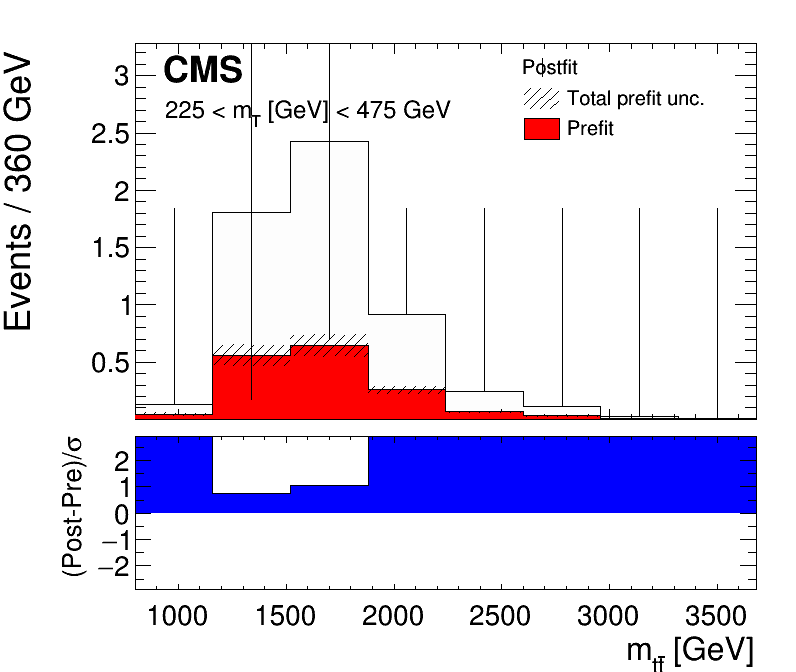 CMS
225 < m_T [GeV] < 475 GeV
Postfit
Total prefit unc.
Prefit
Events / 360 GeV
3
2.5
2
1.5
1
0.5
(Post-Pre)/σ
2
1
0
−1
−2
1000 1500 2000 2500 3000 3500
m_tt̄ [GeV]